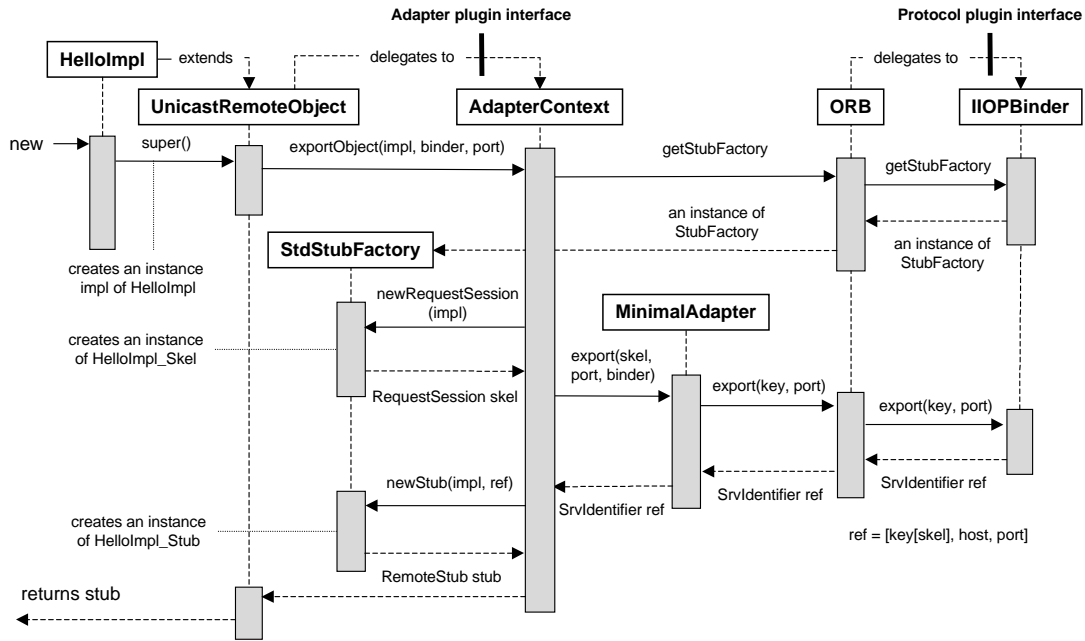 Adapter plugin interface
Protocol plugin interface
HelloImpl
extends
delegates to
delegates to
UnicastRemoteObject
AdapterContext
ORB
IIOPBinder
new
super()
exportObject(impl, binder, port)
getStubFactory
getStubFactory
an instance of
StubFactory
an instance of
StubFactory
StdStubFactory
creates an instance
impl of HelloImpl
newRequestSession
(impl)
MinimalAdapter
creates an instance
of HelloImpl_Skel
export(skel,
port, binder)
export(key, port)
export(key, port)
RequestSession skel
newStub(impl, ref)
SrvIdentifier ref
SrvIdentifier ref
SrvIdentifier ref
creates an instance
of HelloImpl_Stub
ref = [key[skel], host, port]
RemoteStub stub
returns stub